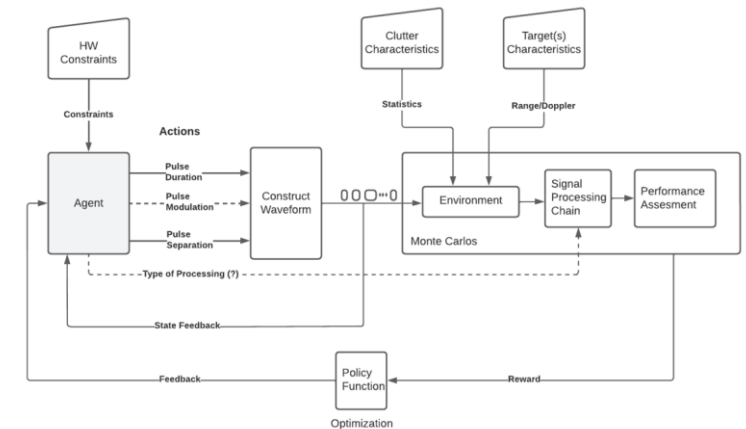 HW
Constraints
Clutter
Characteristics
Target(s)
Characteristics
Constraints
Statistics
Range/Doppler
Actions
Agent
Pulse
Duration
Pulse
Modulation
Pulse
Separation
Construct
Waveform
Environment
Signal
Processing
Chain
Performance
Assesment
Monte Carlos
Type of Processing (?)
State Feedback
Feedback
Policy
Function
Reward
Optimization